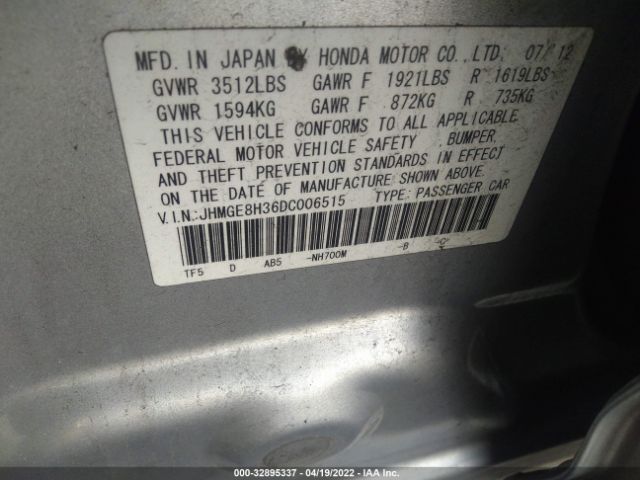 MFD. IN JAPAN BY HONDA MOTOR CO., LTD. 07/12
GVWR 3512LBS GAWR F 1921LBS R 1619LBS
GVWR 1594KG GAWR F 872KG R 735KG
THIS VEHICLE CONFORMS TO ALL APPLICABLE
FEDERAL MOTOR VEHICLE SAFETY, BUMPER,
AND THEFT PREVENTION STANDARDS IN EFFECT
ON THE DATE OF MANUFACTURE SHOWN ABOVE.
V.I.N.:JHMGE8H36DC006515 TYPE: PASSENGER CAR
TF5 D AB5 -NH700M -B -C
000-32895337 - 04/19/2022 - IAA Inc.